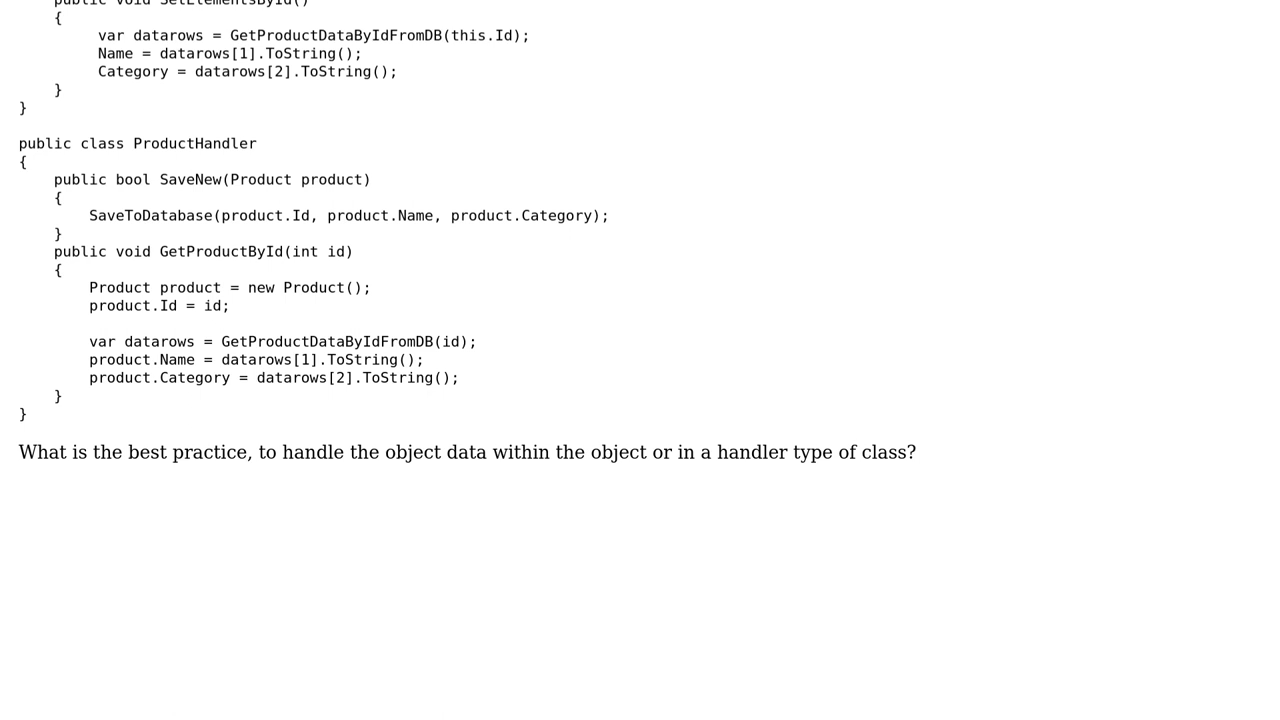 public void SetElementsById()
{
var datarows = GetProductDataByIdFromDB(this.Id);
Name = datarows[1].ToString();
Category = datarows[2].ToString();
}
}
public class ProductHandler
{
public bool SaveNew(Product product)
{
SaveToDatabase(product.Id, product.Name, product.Category);
}
public void GetProductById(int id)
{
Product product = new Product();
product.Id = id;
var datarows = GetProductDataByIdFromDB(id);
product.Name = datarows[1].ToString();
product.Category = datarows[2].ToString();
}
}
What is the best practice, to handle the object data within the object or in a handler type of class?